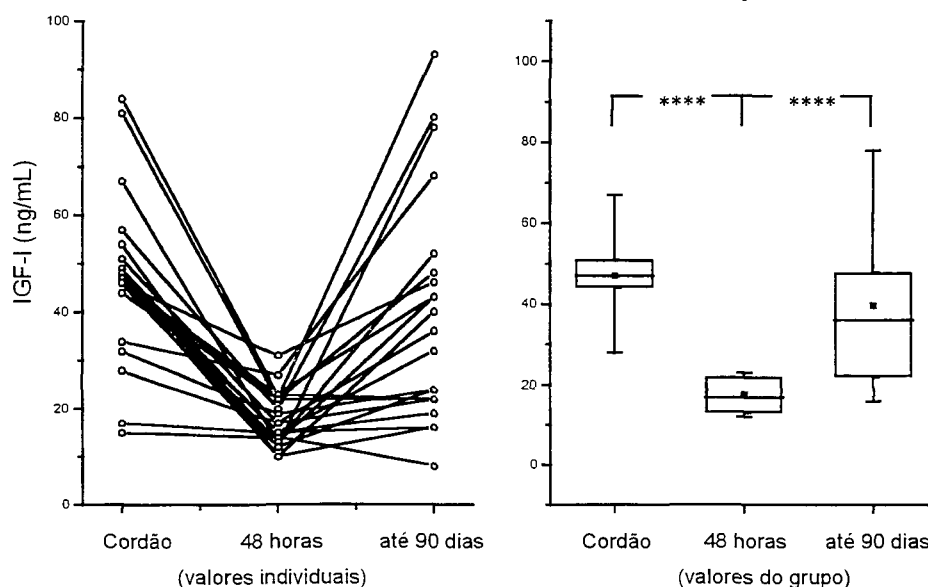 IGF-I (ng/mL)
100
80
60
40
20
0
Cordão 48 horas até 90 dias
(valores individuais)
100
80
60
40
20
0
**** ****
Cordão 48 horas até 90 dias
(valores do grupo)